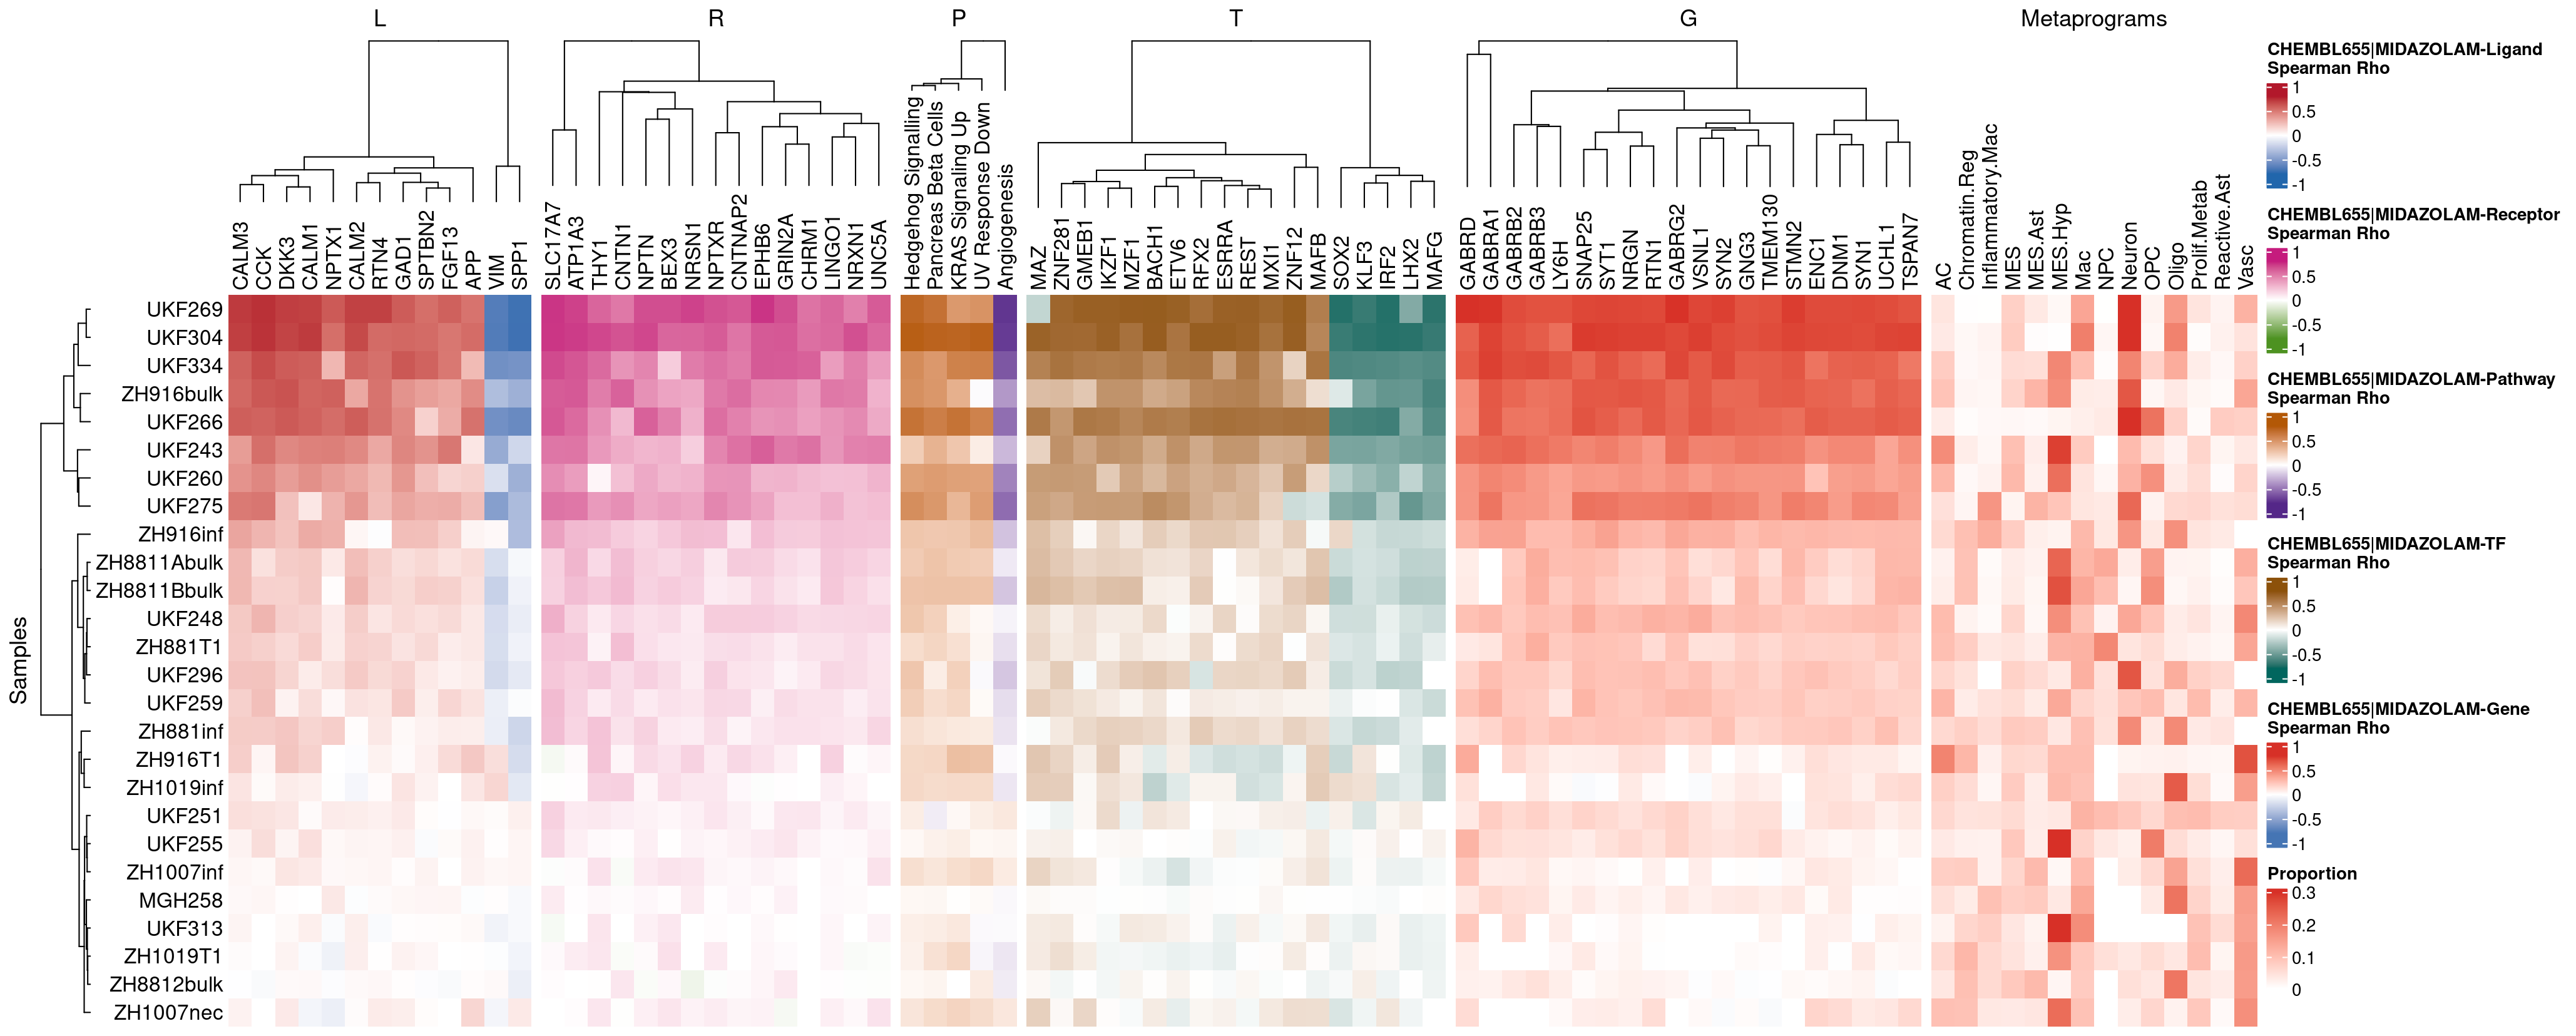 L
R
P
T
G
Metaprograms
CALM3
CCK
DKK3
CALM1
NPTX1
CALM2
RTN4
GAD1
SPTBN2
FGF13
APP
VIM
SPP1
SLC17A7
ATP1A3
THY1
CNTN1
NPTN
BEX3
NRSN1
NPTXR
CNTNAP2
EPHB6
GRIN2A
CHRM1
LINGO1
NRXN1
UNC5A
Hedgehog Signalling
Pancreas Beta Cells
KRAS Signaling Up
UV Response Down
Angiogenesis
MAZ
ZNF281
GMEB1
IKZF1
MZF1
BACH1
ETV6
RFX2
ESRRA
REST
MXI1
ZNF12
MAFB
SOX2
KLF3
IRF2
LHX2
MAFG
GABRD
GABRA1
GABRB2
GABRB3
LY6H
SNAP25
SYT1
NRGN
RTN1
GABRG2
VSNL1
SYN2
GNG3
TMEM130
STMN2
ENC1
DNM1
SYN1
UCHL1
TSPAN7
AC
Chromatin.Reg
Inflammatory.Mac
MES
MES.Ast
MES.Hyp
Mac
NPC
Neuron
OPC
Oligo
Prolif.Metab
Reactive.Ast
Vasc
Samples
UKF269
UKF304
UKF334
ZH916bulk
UKF266
UKF243
UKF260
UKF275
ZH916inf
ZH8811Abulk
ZH8811Bbulk
UKF248
ZH881T1
UKF296
UKF259
ZH881inf
ZH916T1
ZH1019inf
UKF251
UKF255
ZH1007inf
MGH258
UKF313
ZH1019T1
ZH8812bulk
ZH1007nec
CHEMBL655|MIDAZOLAM-Ligand
Spearman Rho
1
0.5
0
-0.5
-1
CHEMBL655|MIDAZOLAM-Receptor
Spearman Rho
1
0.5
0
-0.5
-1
CHEMBL655|MIDAZOLAM-Pathway
Spearman Rho
1
0.5
0
-0.5
-1
CHEMBL655|MIDAZOLAM-TF
Spearman Rho
1
0.5
0
-0.5
-1
CHEMBL655|MIDAZOLAM-Gene
Spearman Rho
1
0.5
0
-0.5
-1
Proportion
0.3
0.2
0.1
0